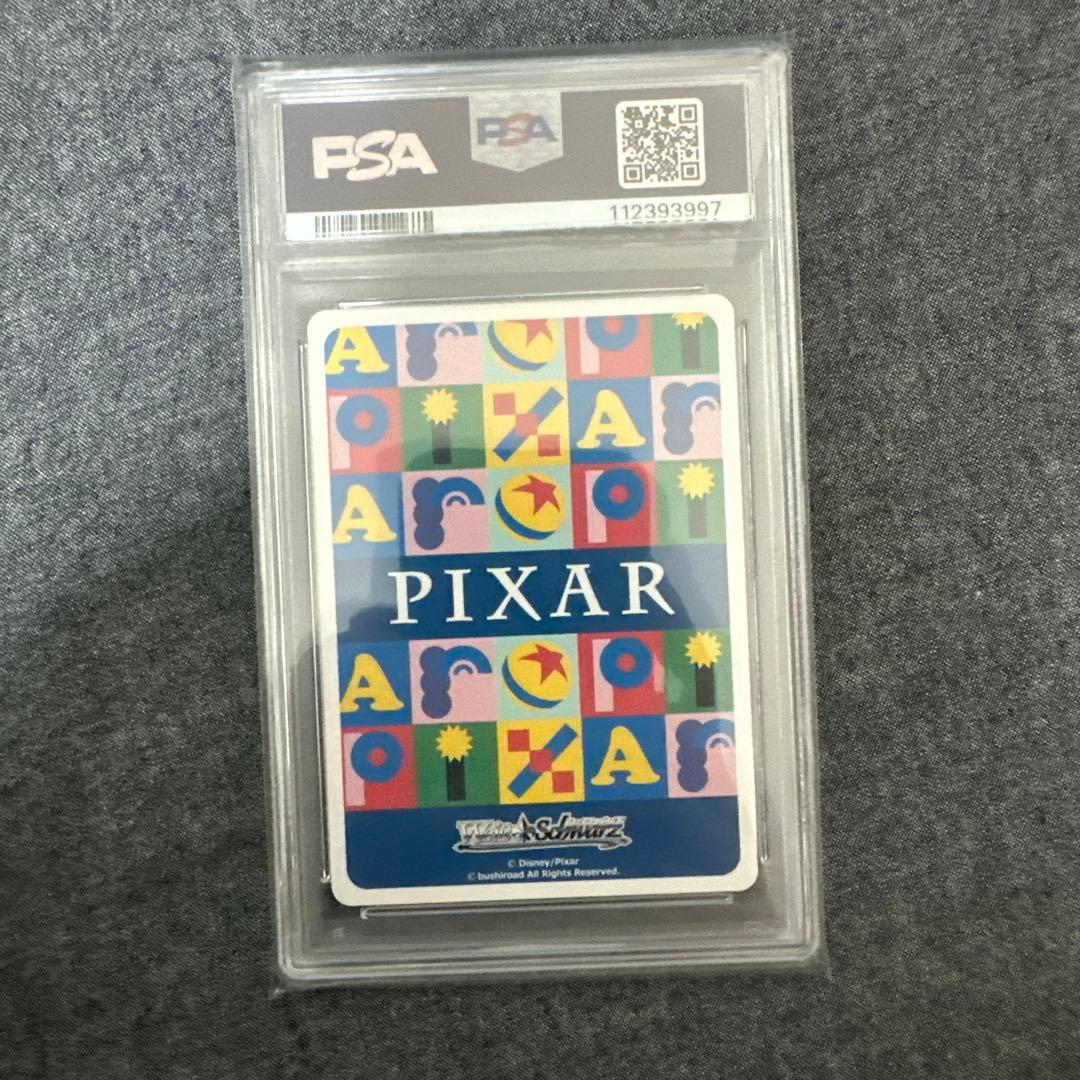 PSA
PSA
112393997
A r P i
P i X A r
A r P i
PIXAR
A r P i
P i X A r
Weiß Schwarz
© Disney/Pixar
© bushiroad All Rights Reserved.